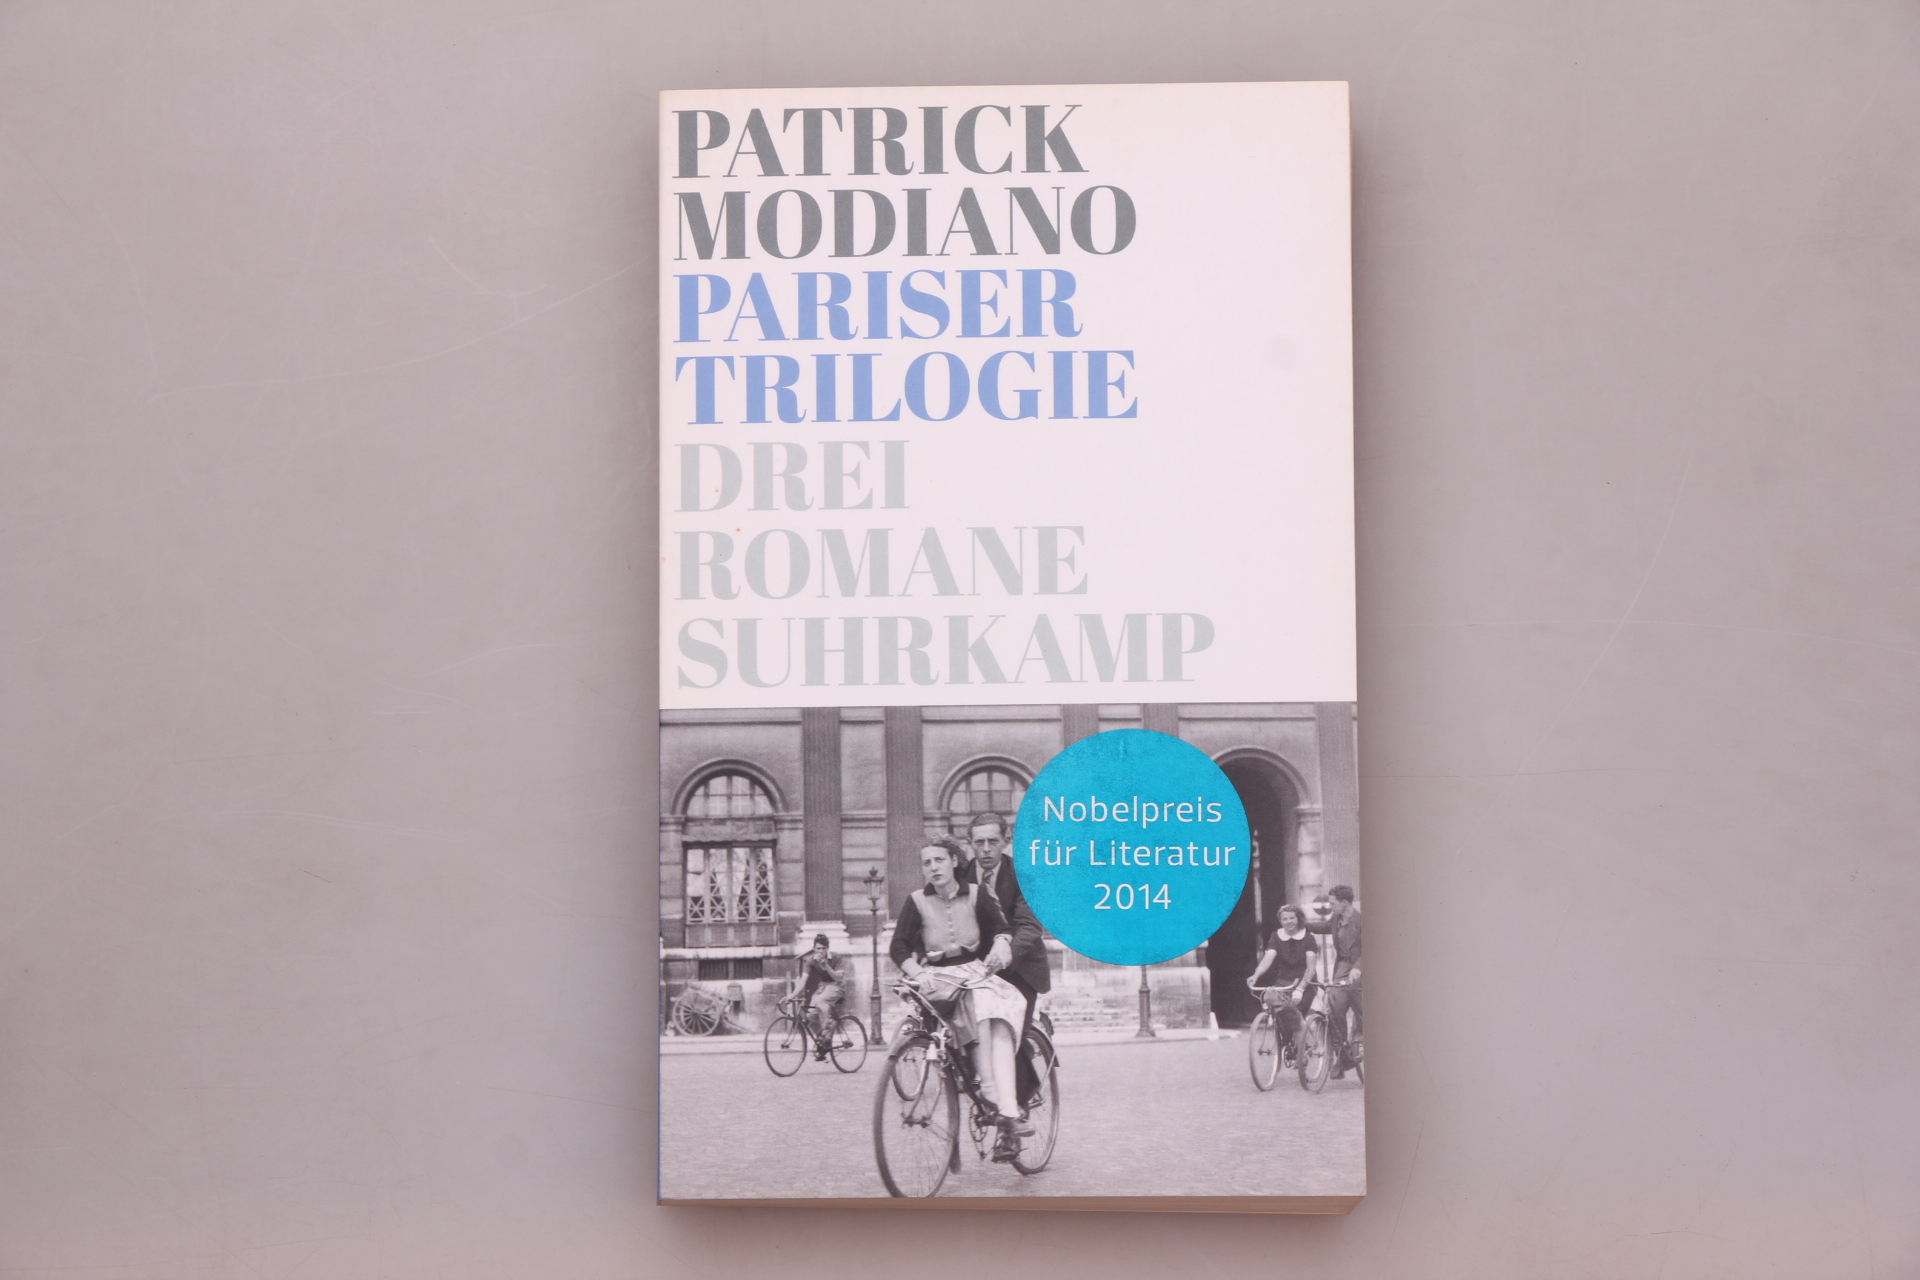 PATRICK
MODIANO
PARISER
TRILOGIE
DREI
ROMANE
SUHRKAMP
Nobelpreis
für Literatur
2014